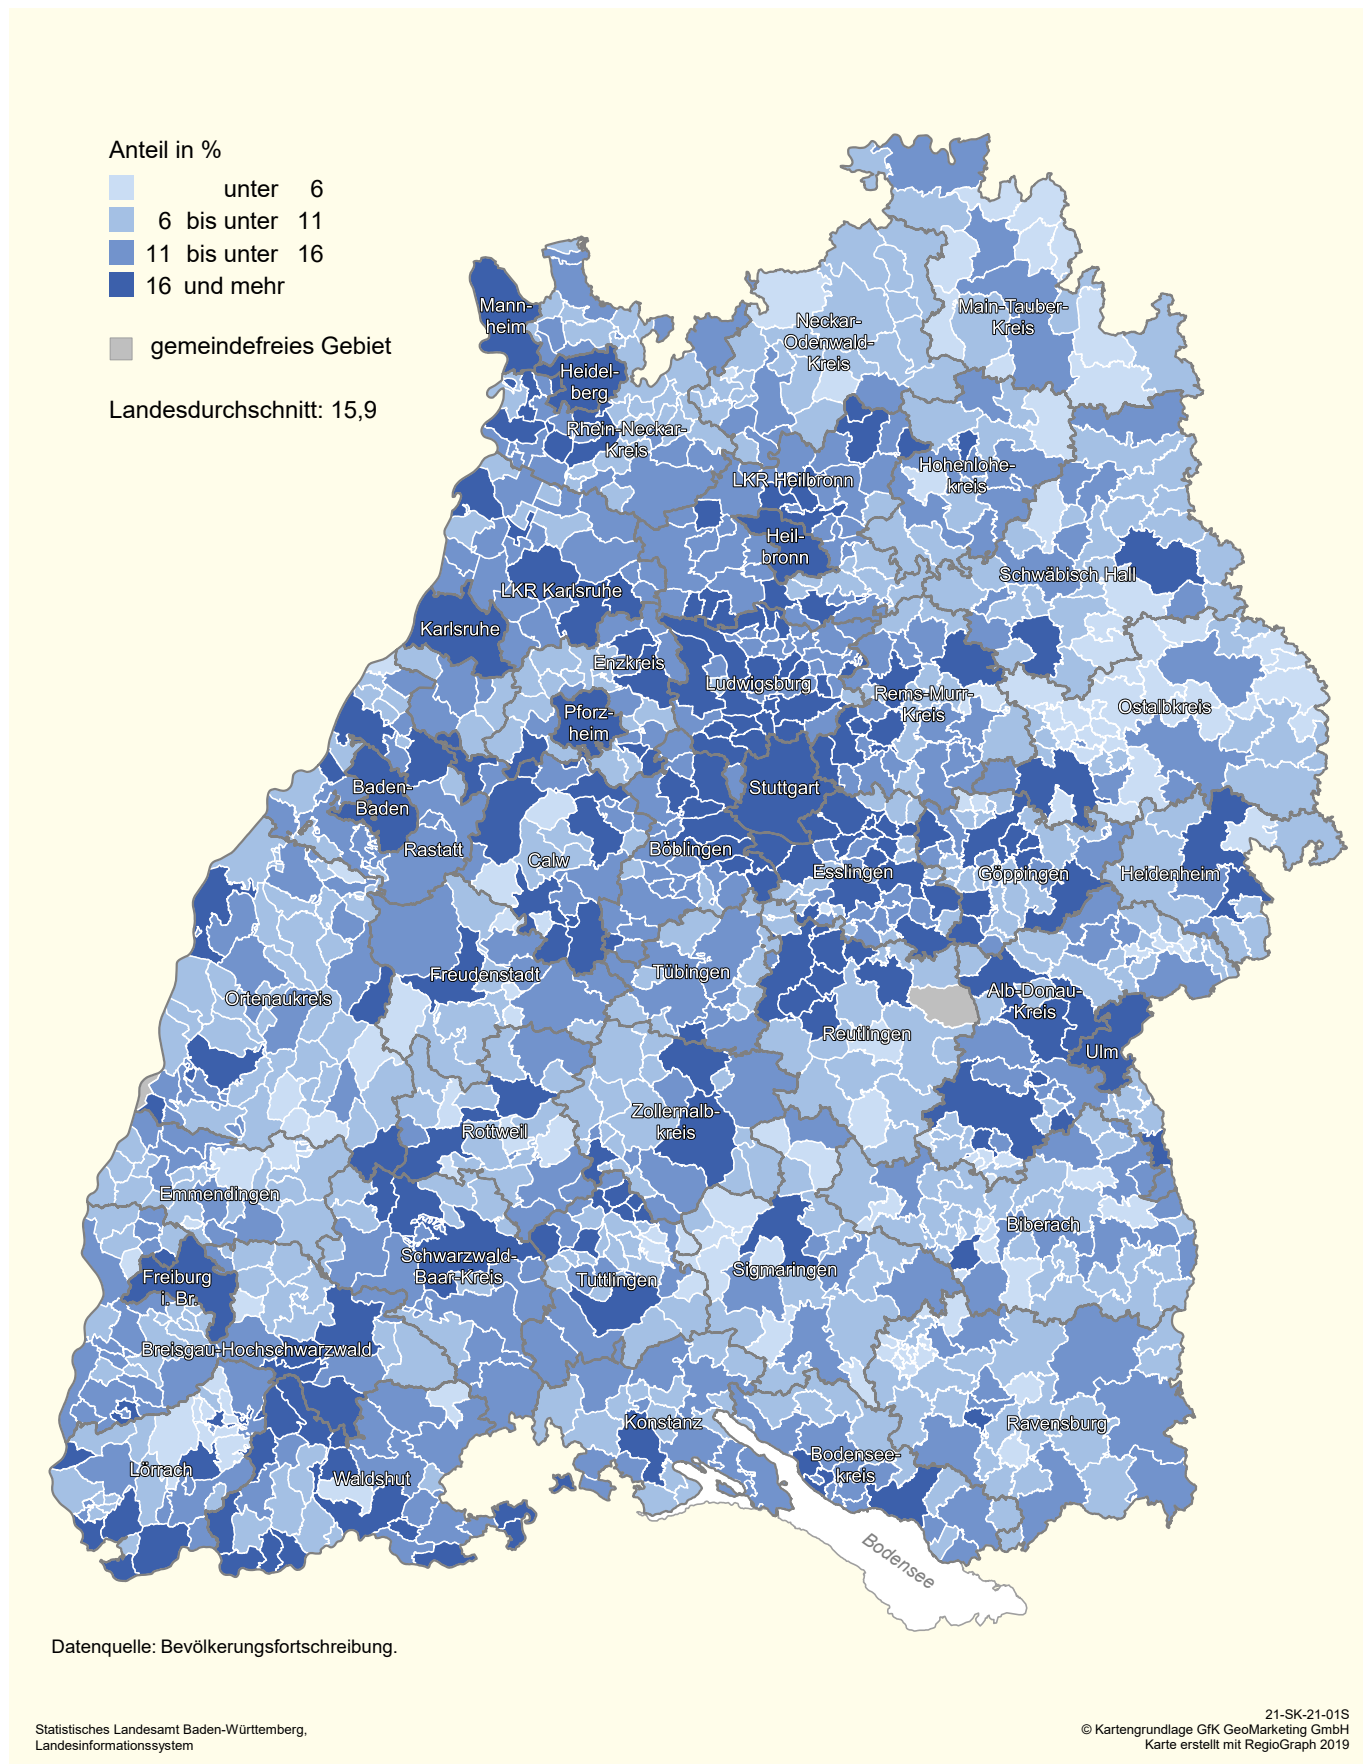 Anteil in %
unter 6
6 bis unter 11
11 bis unter 16
16 und mehr
gemeindefreies Gebiet
Landesdurchschnitt: 15,9
Mann-
heim
Heidel-
berg
Rhein-Neckar-
Kreis
Neckar-
Odenwald-
Kreis
Main-Tauber-
Kreis
LKR Heilbronn
Hohenlohe-
kreis
Heil-
bronn
Schwäbisch Hall
LKR Karlsruhe
Karlsruhe
Enzkreis
Ludwigsburg
Rems-Murr-
Kreis
Ostalbkreis
Pforz-
heim
Stuttgart
Baden-
Baden
Rastatt
Calw
Böblingen
Esslingen
Göppingen
Heidenheim
Freudenstadt
Tübingen
Ortenaukreis
Reutlingen
Alb-Donau-
Kreis
Ulm
Zollernalb-
kreis
Rottweil
Emmendingen
Biberach
Schwarzwald-
Baar-Kreis
Tuttlingen
Sigmaringen
Freiburg
i. Br.
Breisgau-Hochschwarzwald
Konstanz
Ravensburg
Bodensee-
kreis
Lörrach
Waldshut
Bodensee
Datenquelle: Bevölkerungsfortschreibung.
Statistisches Landesamt Baden-Württemberg,
Landesinformationssystem
21-SK-21-01S
© Kartengrundlage GfK GeoMarketing GmbH
Karte erstellt mit RegioGraph 2019